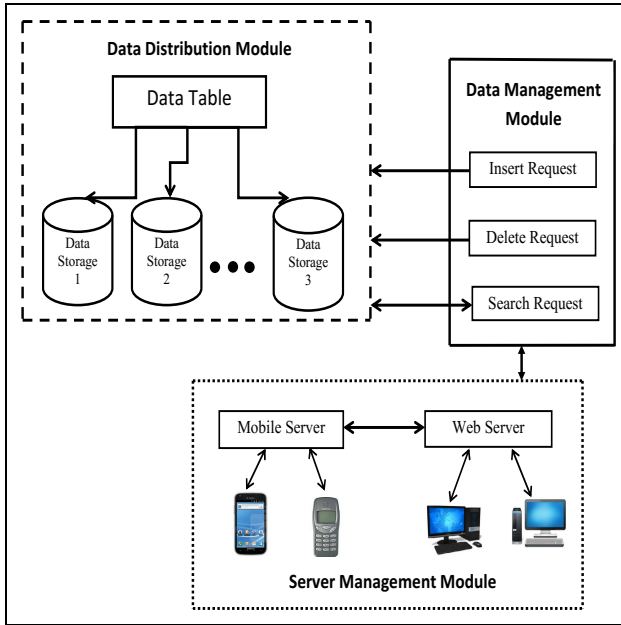 Data Distribution Module
Data Table
Data
Storage
1
Data
Storage
2
Data
Storage
3
Data Management
Module
Insert Request
Delete Request
Search Request
Mobile Server
Web Server
Server Management Module